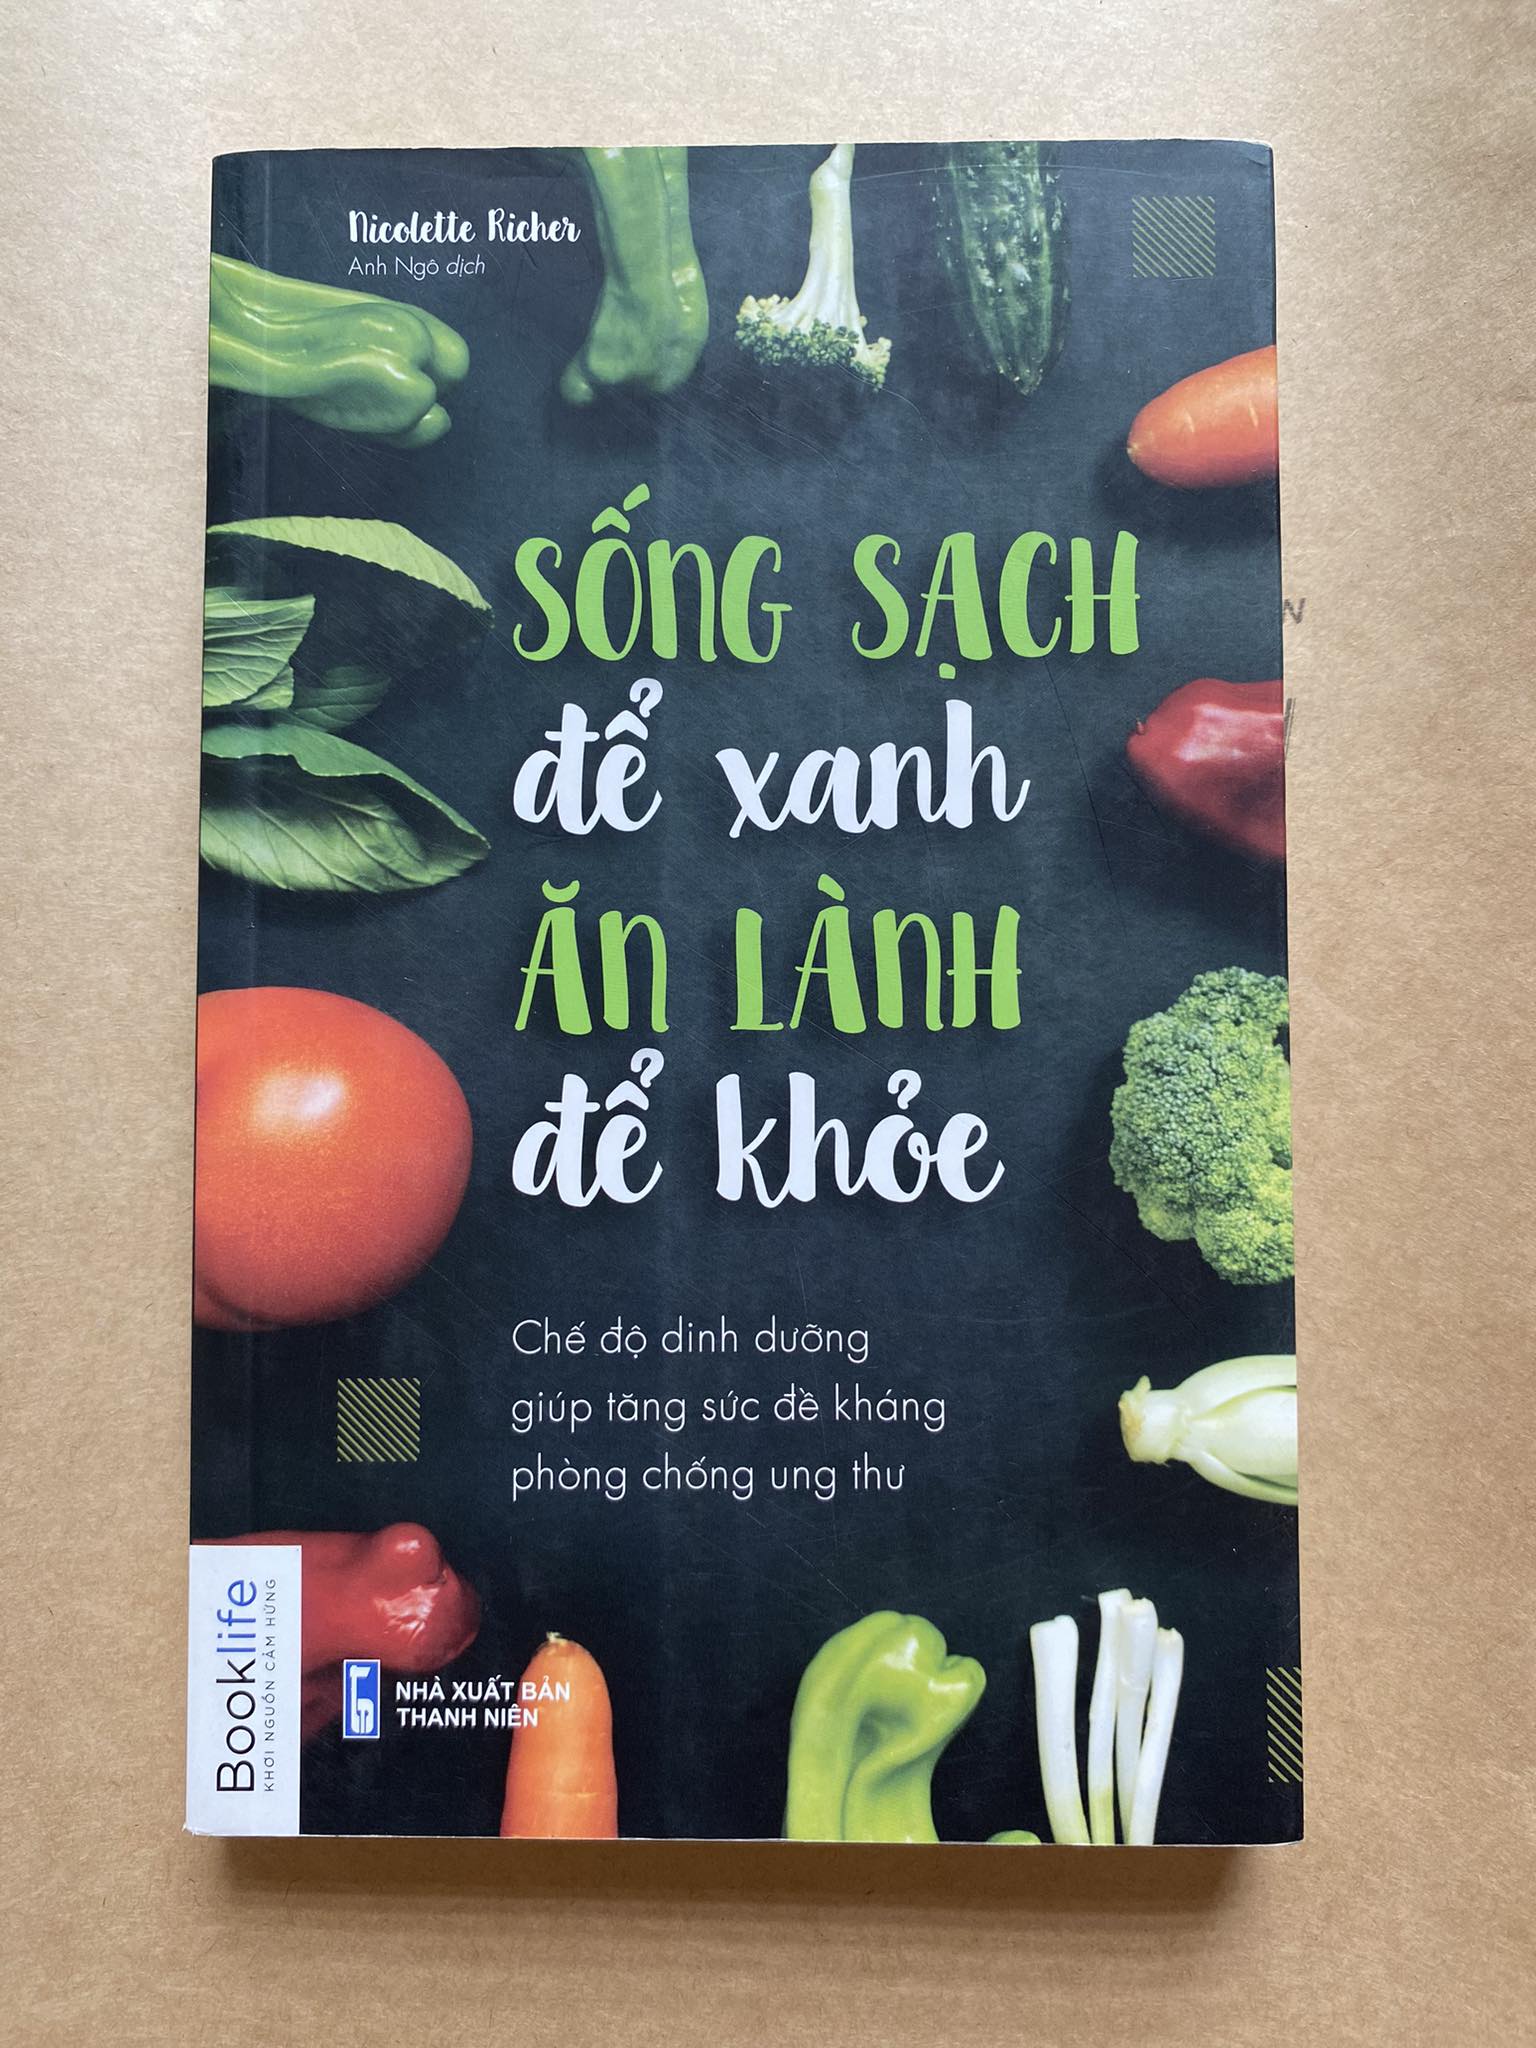 Nicolette Richer
Anh Ngô dịch
SỐNG SẠCH
để xanh
ĂN LÀNH
để khỏe
Chế độ dinh dưỡng
giúp tăng sức đề kháng
phòng chống ung thư
Booklife
KHƠI NGUỒN CẢM HỨNG
NHÀ XUẤT BẢN
THANH NIÊN